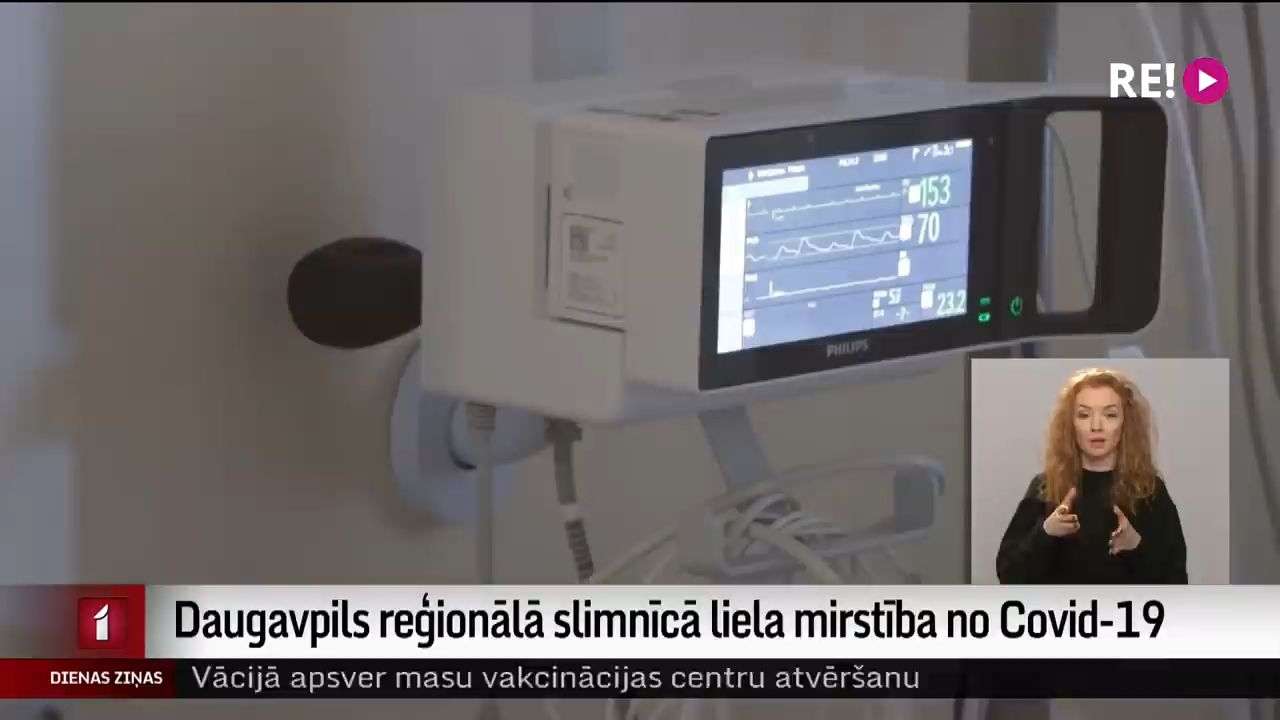 RE!
153
70
23.2
PHILIPS
1
Daugavpils reģionālā slimnīcā liela mirstība no Covid-19
DIENAS ZIŅAS
Vācijā apsver masu vakcinācijas centru atvēršanu